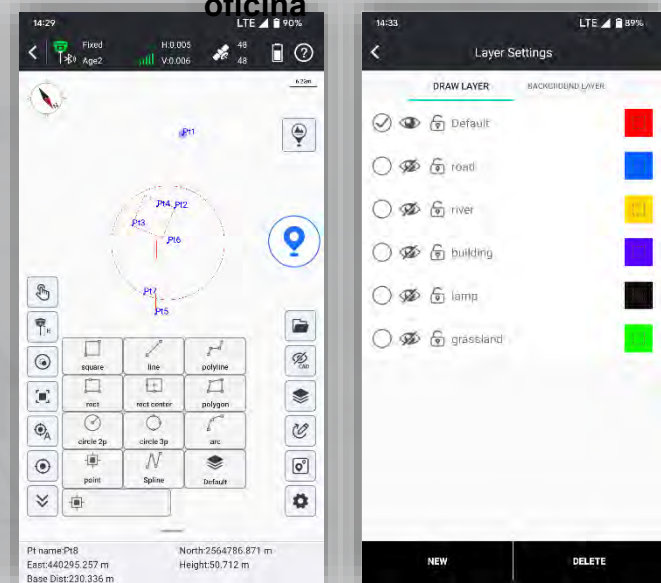 oficina
14:29 LTE 90%
Fixed H:0.005 48
Age2 V:0.006 48
6.23m
Pt1
Pt4 Pt2
Pt3
Pt6
Pt7
Pt5
square line polyline
rect rect center polygon
circle 2p circle 3p arc
point Spline Default
CAD
Pt name:Pt8 North:2564786.871 m
East:440295.257 m Height:50.712 m
Base Dist:230.336 m
14:33 LTE 89%
Layer Settings
DRAW LAYER BACKGROUND LAYER
Default
road
river
building
lamp
grassland
NEW DELETE